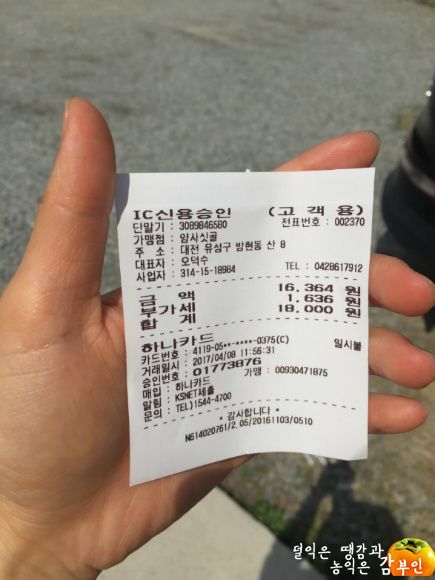 IC신용승인 (고객용)
단말기 : 3089846580 전표번호 : 002370
가맹점 : 양사싯골
주 소 : 대전 유성구 방현동 산 8
대표자 : 오덕수
사업자 : 314-15-18984 TEL : 0428617912
금 액 16,364 원
부가세 1,636 원
합 계 18,000 원
하나카드 일시불
카드번호 : 4119-05**-****-0375(C)
거래일시 : 2017/04/08 11:56:31
승인번호 : 01773876 가맹 : 00930471875
매입 : 하나카드
알림 : KSNET제출
문의 : TEL)1544-4700
* 감사합니다 *
N614020761/2.05/20161103/0510
덜익은 땡감과
농익은 감부인